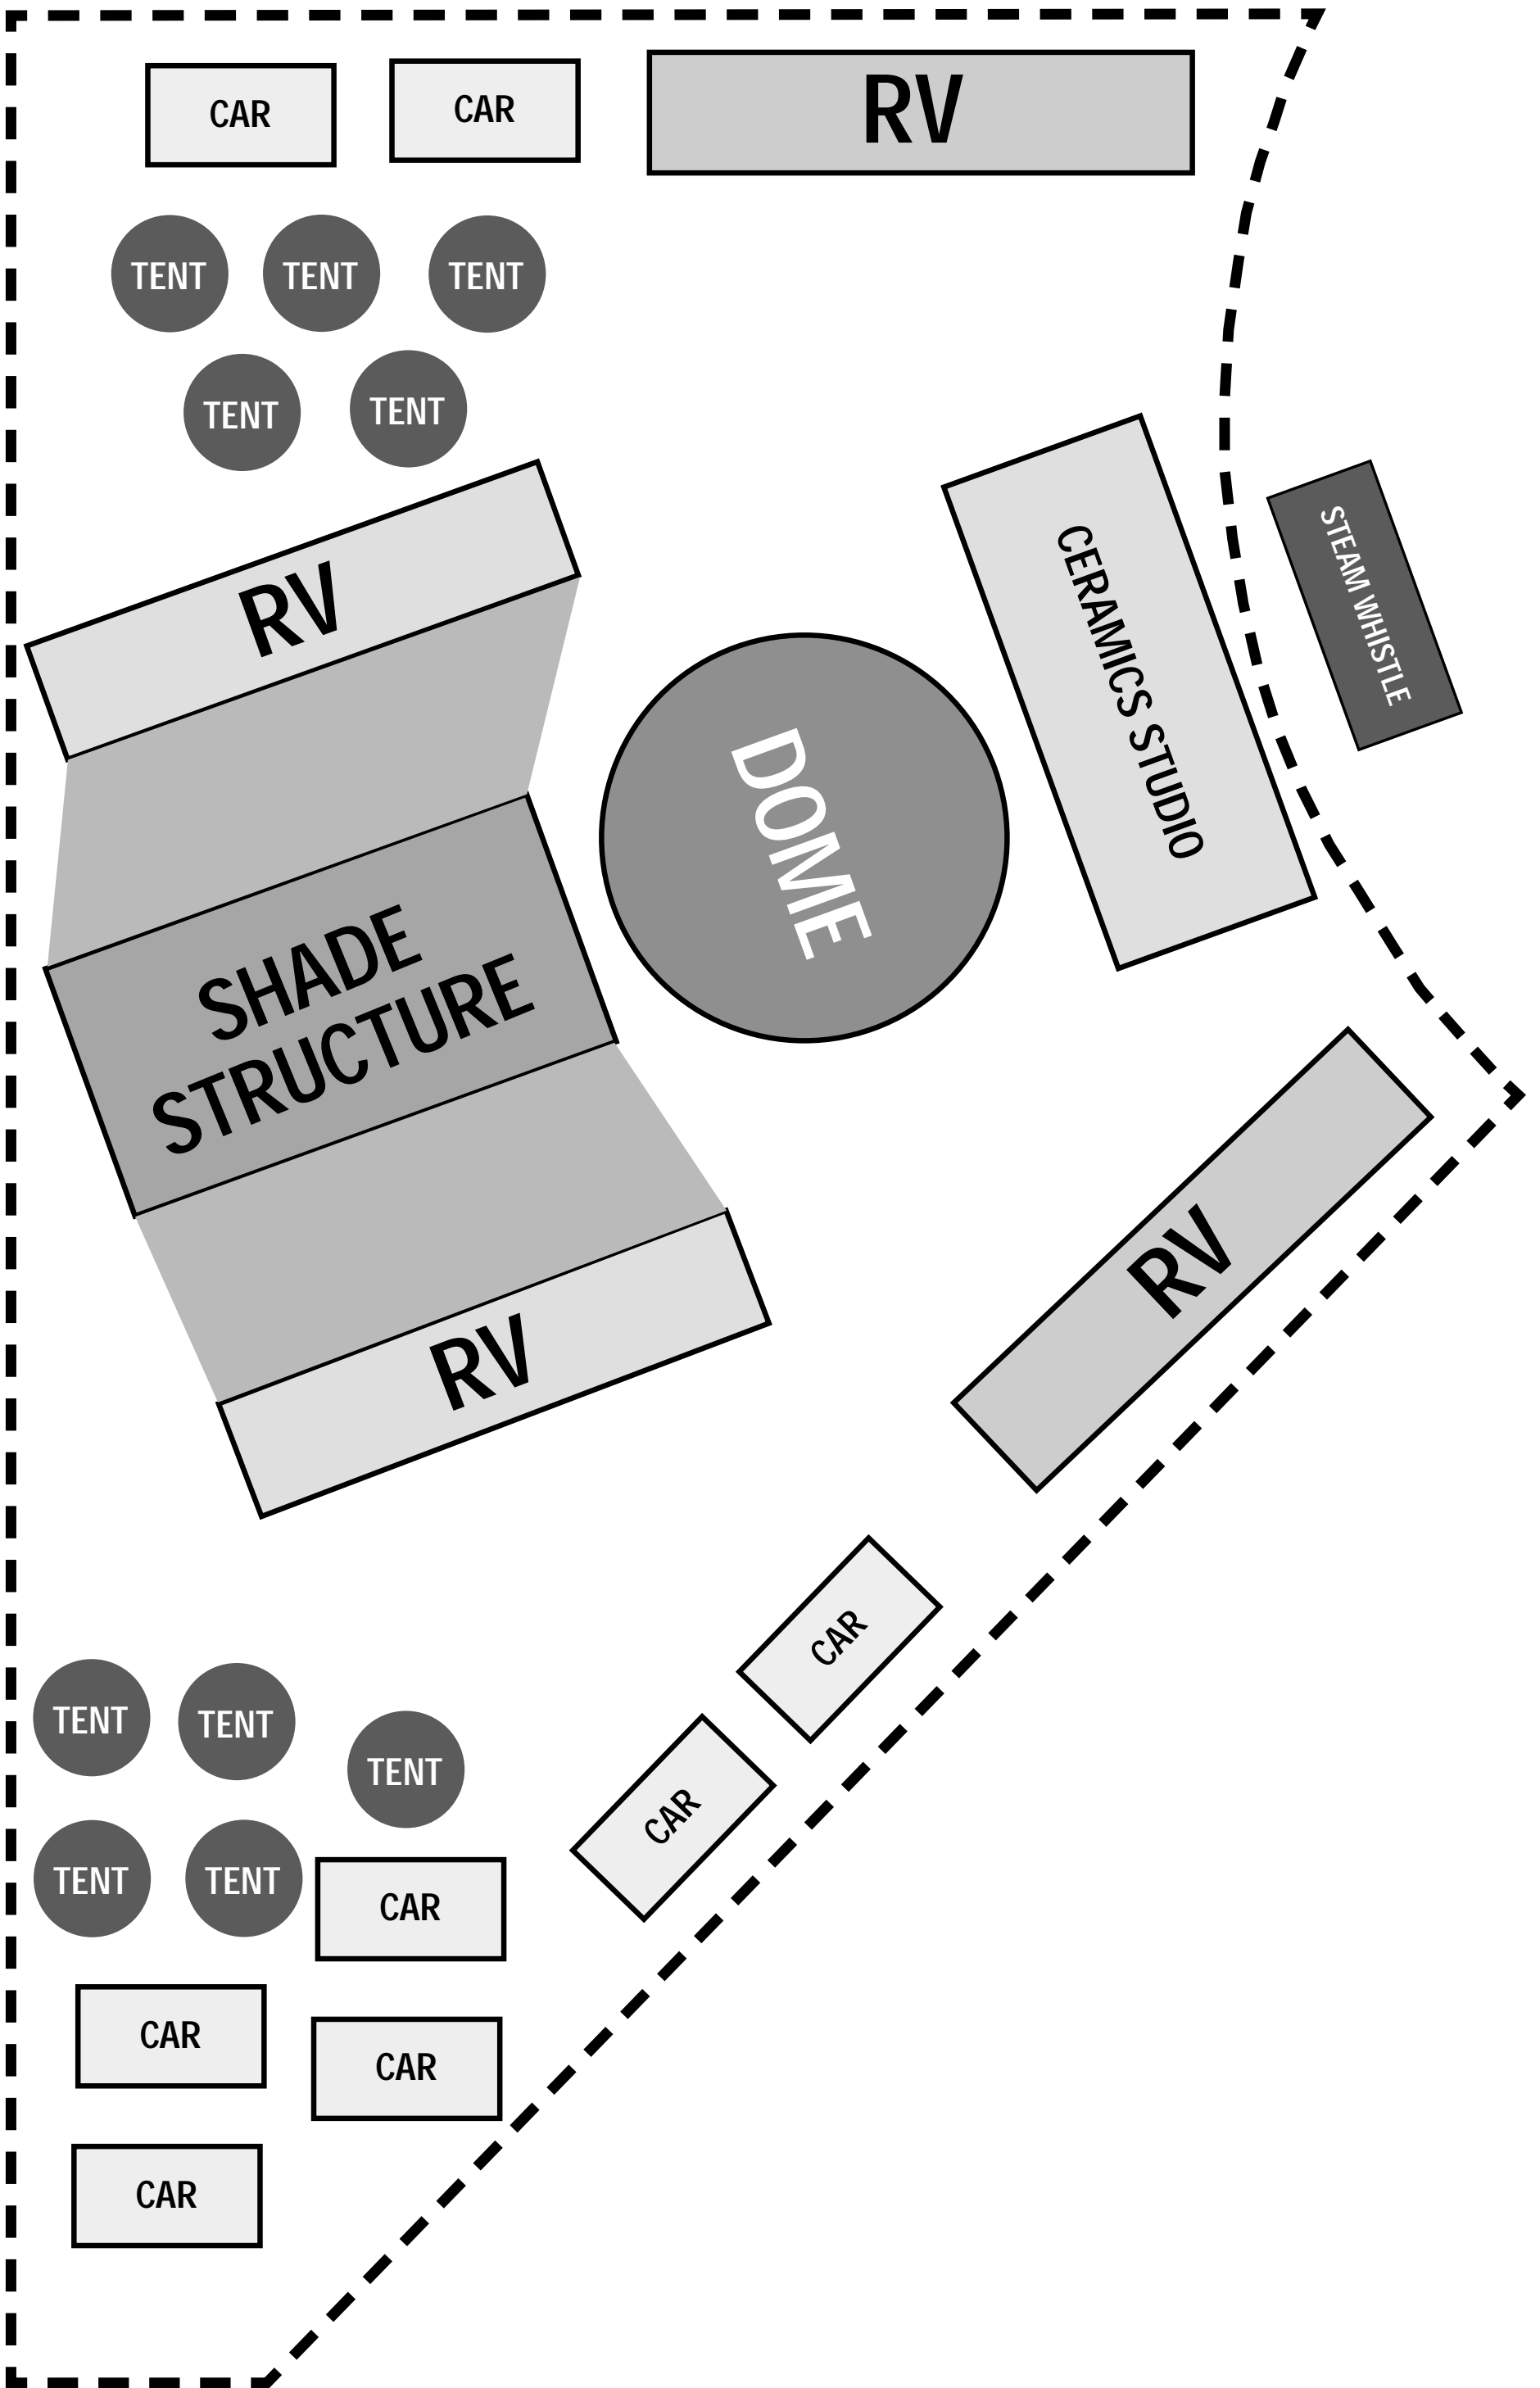 CAR
CAR
RV
TENT
TENT
TENT
TENT
TENT
RV
CERAMICS STUDIO
STEAM WHISTLE
DOME
SHADE
STRUCTURE
RV
RV
CAR
CAR
TENT
TENT
TENT
TENT
TENT
CAR
CAR
CAR
CAR